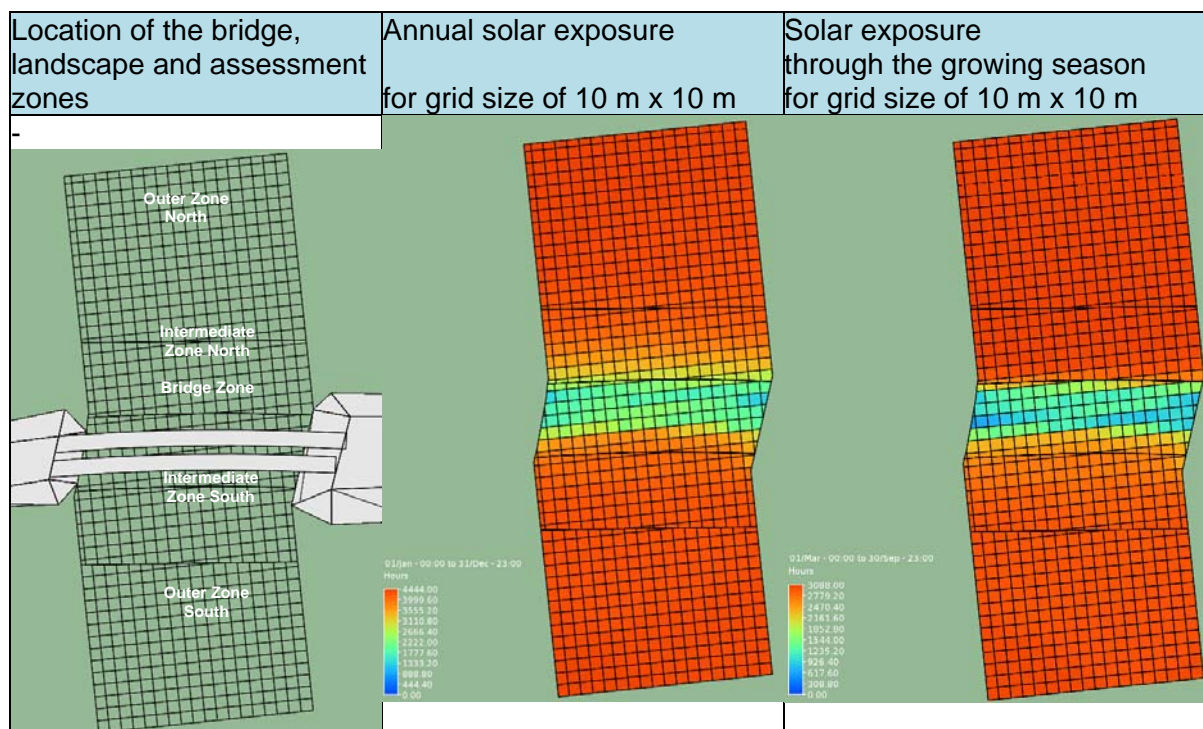 Location of the bridge,
landscape and assessment
zones
Annual solar exposure
for grid size of 10 m x 10 m
Solar exposure
through the growing season
for grid size of 10 m x 10 m
-
Outer Zone
North
Intermediate
Zone North
Bridge Zone
Intermediate
Zone South
Outer Zone
South
01/Jan - 00:00 to 31/Dec - 23:00
Hours
4444.00
3999.60
3555.20
3110.80
2666.40
2222.00
1777.60
1333.20
888.80
444.40
0.00
01/Mar - 00:00 to 30/Sep - 23:00
Hours
3088.00
2779.20
2470.40
2161.60
1852.80
1544.00
1235.20
926.40
617.60
308.80
0.00